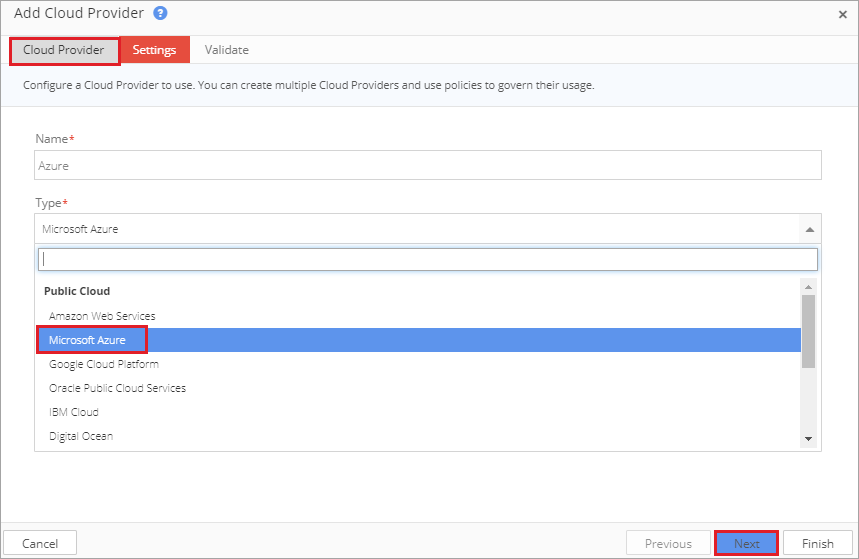 Add Cloud Provider ?
Cloud Provider Settings Validate
Configure a Cloud Provider to use. You can create multiple Cloud Providers and use policies to govern their usage.
Name*
Azure
Type*
Microsoft Azure
Public Cloud
Amazon Web Services
Microsoft Azure
Google Cloud Platform
Oracle Public Cloud Services
IBM Cloud
Digital Ocean
Cancel Previous Next Finish